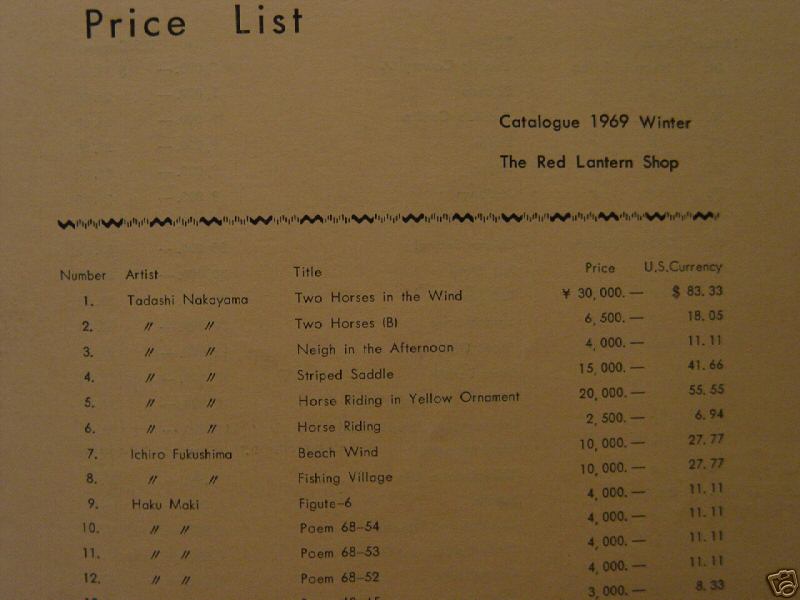 Price List
Catalogue 1969 Winter
The Red Lantern Shop
Number Artist Title Price U.S.Currency
1. Tadashi Nakayama Two Horses in the Wind ¥ 30,000.— $ 83.33
2. 〃 〃 Two Horses (B) 6,500.— 18.05
3. 〃 〃 Neigh in the Afternoon 4,000.— 11.11
4. 〃 〃 Striped Saddle 15,000.— 41.66
5. 〃 〃 Horse Riding in Yellow Ornament 20,000.— 55.55
6. 〃 〃 Horse Riding 2,500.— 6.94
7. Ichiro Fukushima Beach Wind 10,000.— 27.77
8. 〃 〃 Fishing Village 10,000.— 27.77
9. Haku Maki Figute-6 4,000.— 11.11
10. 〃 〃 Poem 68-54 4,000.— 11.11
11. 〃 〃 Poem 68-53 4,000.— 11.11
12. 〃 〃 Poem 68-52 4,000.— 11.11
3,000.— 8.33